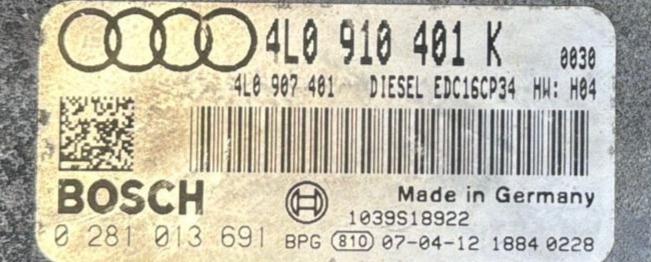 4L0 910 401 K 0030
4L0 907 401 DIESEL EDC16CP34 HW: H04
BOSCH Made in Germany
1039S18922
0 281 013 691 BPG 810 07-04-12 1884 0228